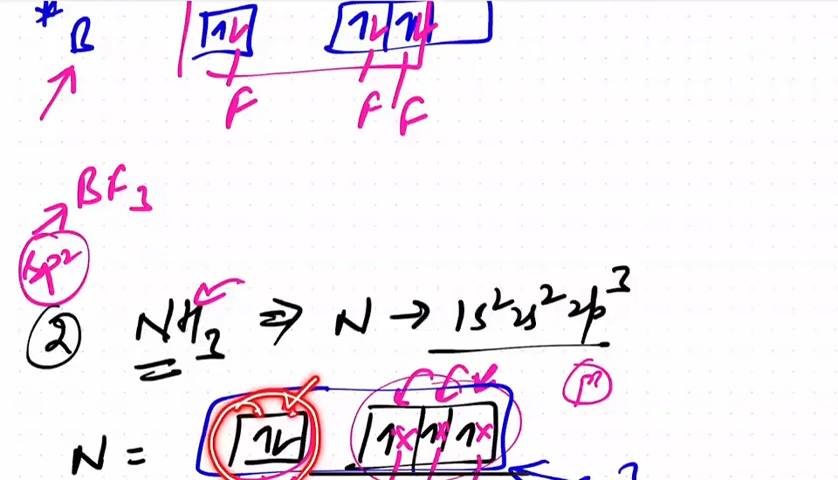 * B
F F F
BF3
sp2
② NH3 ⇒ N → 1s² 2s² 2p³
N =